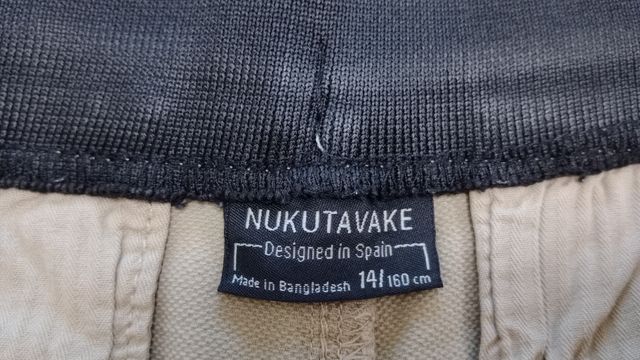 NUKUTAVAKE
Designed in Spain
Made in Bangladesh 14/160 cm